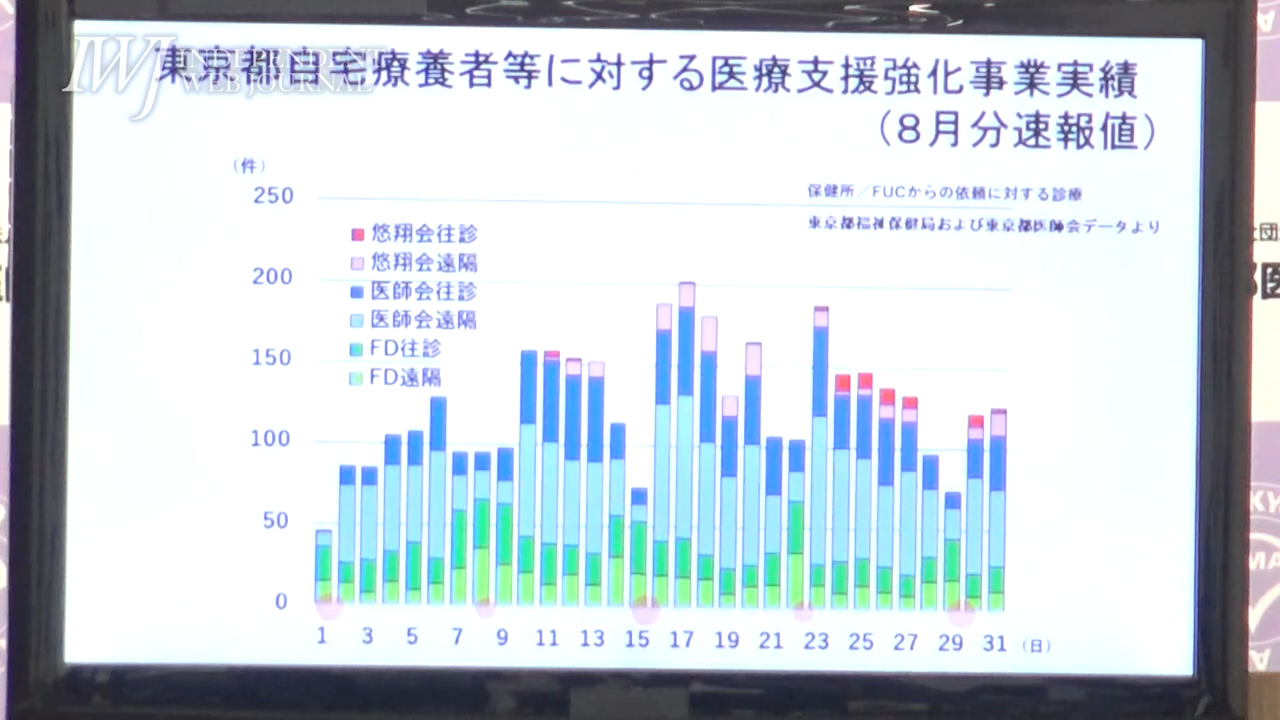 IWJ INDEPENDENT
WEB JOURNAL
東京都自宅療養者等に対する医療支援強化事業実績
（8月分速報値）
（件）
保健所／FUCからの依頼に対する診療
東京都福祉保健局および東京都医師会データより
250
200
150
100
50
0
悠翔会往診
悠翔会遠隔
医師会往診
医師会遠隔
FD往診
FD遠隔
1 3 5 7 9 11 13 15 17 19 21 23 25 27 29 31 （日）